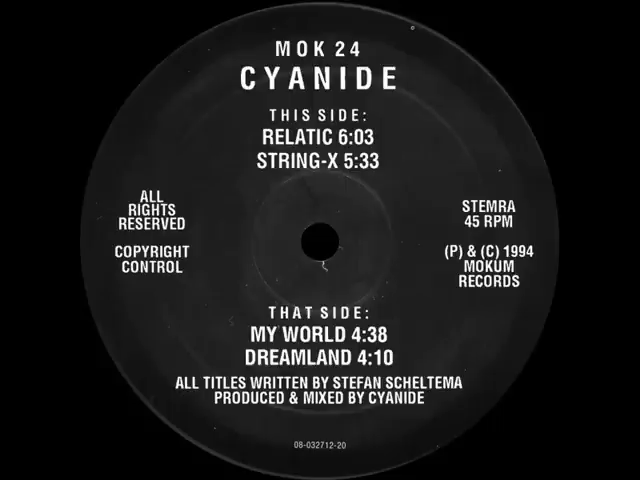 MOK 24
CYANIDE
THIS SIDE:
RELATIC 6:03
STRING-X 5:33
ALL
RIGHTS
RESERVED
COPYRIGHT
CONTROL
STEMRA
45 RPM
(P) & (C) 1994
MOKUM
RECORDS
THAT SIDE:
MY WORLD 4:38
DREAMLAND 4:10
ALL TITLES WRITTEN BY STEFAN SCHELTEMA
PRODUCED & MIXED BY CYANIDE
08-032712-20